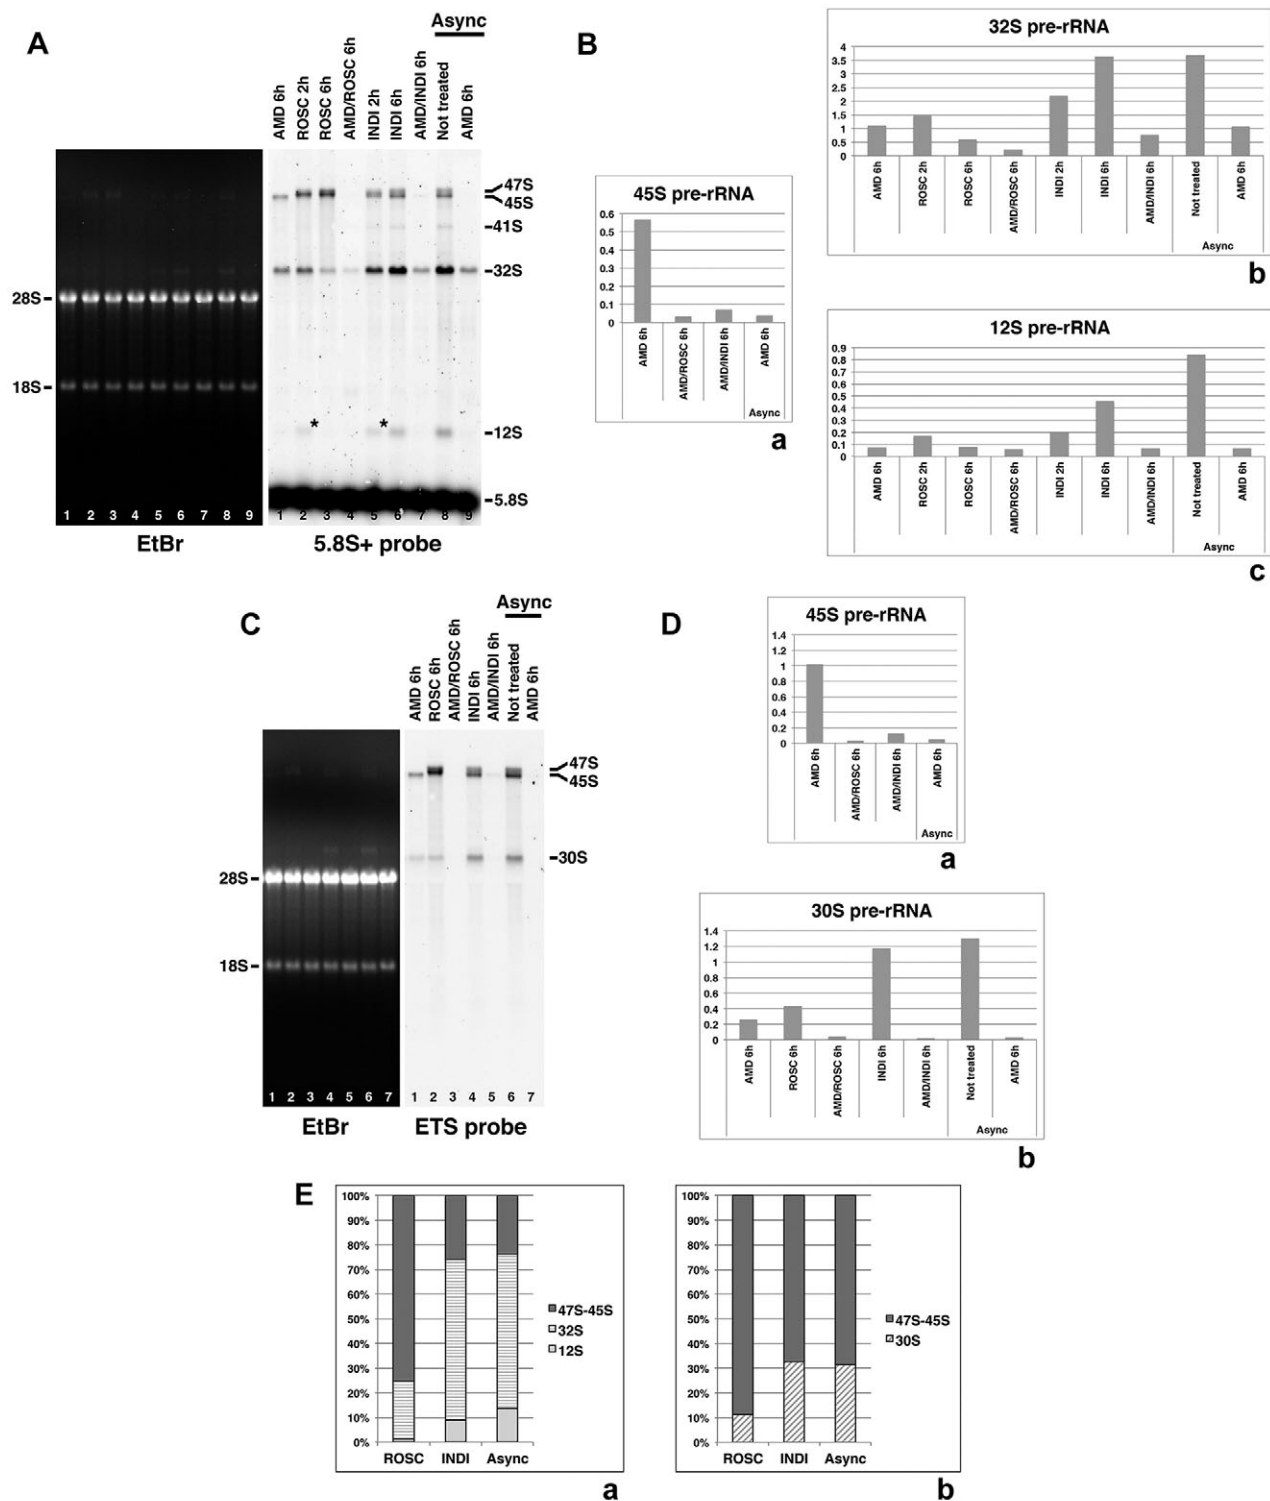 A
Async
AMD 6h
ROSC 2h
ROSC 6h
AMD/ROSC 6h
INDI 2h
INDI 6h
AMD/INDI 6h
Not treated
AMD 6h
47S
45S
-41S
-32S
28S-
18S-
*
*
-12S
-5.8S
1 2 3 4 5 6 7 8 9
1 2 3 4 5 6 7 8 9
EtBr
5.8S+ probe
B
45S pre-rRNA
0.6
0.5
0.4
0.3
0.2
0.1
0
AMD 6h
AMD/ROSC 6h
AMD/INDI 6h
AMD 6h
Async
a
32S pre-rRNA
4
3.5
3
2.5
2
1.5
1
0.5
0
AMD 6h
ROSC 2h
ROSC 6h
AMD/ROSC 6h
INDI 2h
INDI 6h
AMD/INDI 6h
Not treated
AMD 6h
Async
b
12S pre-rRNA
0.9
0.8
0.7
0.6
0.5
0.4
0.3
0.2
0.1
0
AMD 6h
ROSC 2h
ROSC 6h
AMD/ROSC 6h
INDI 2h
INDI 6h
AMD/INDI 6h
Not treated
AMD 6h
Async
c
C
Async
AMD 6h
ROSC 6h
AMD/ROSC 6h
INDI 6h
AMD/INDI 6h
Not treated
AMD 6h
47S
45S
-30S
28S-
18S-
1 2 3 4 5 6 7
1 2 3 4 5 6 7
EtBr
ETS probe
D
45S pre-rRNA
1.4
1.2
1
0.8
0.6
0.4
0.2
0
AMD 6h
AMD/ROSC 6h
AMD/INDI 6h
AMD 6h
Async
a
30S pre-rRNA
1.4
1.2
1
0.8
0.6
0.4
0.2
0
AMD 6h
ROSC 6h
AMD/ROSC 6h
INDI 6h
AMD/INDI 6h
Not treated
AMD 6h
Async
b
E
100%
90%
80%
70%
60%
50%
40%
30%
20%
10%
0%
ROSC INDI Async
47S-45S
32S
12S
a
100%
90%
80%
70%
60%
50%
40%
30%
20%
10%
0%
ROSC INDI Async
47S-45S
30S
b